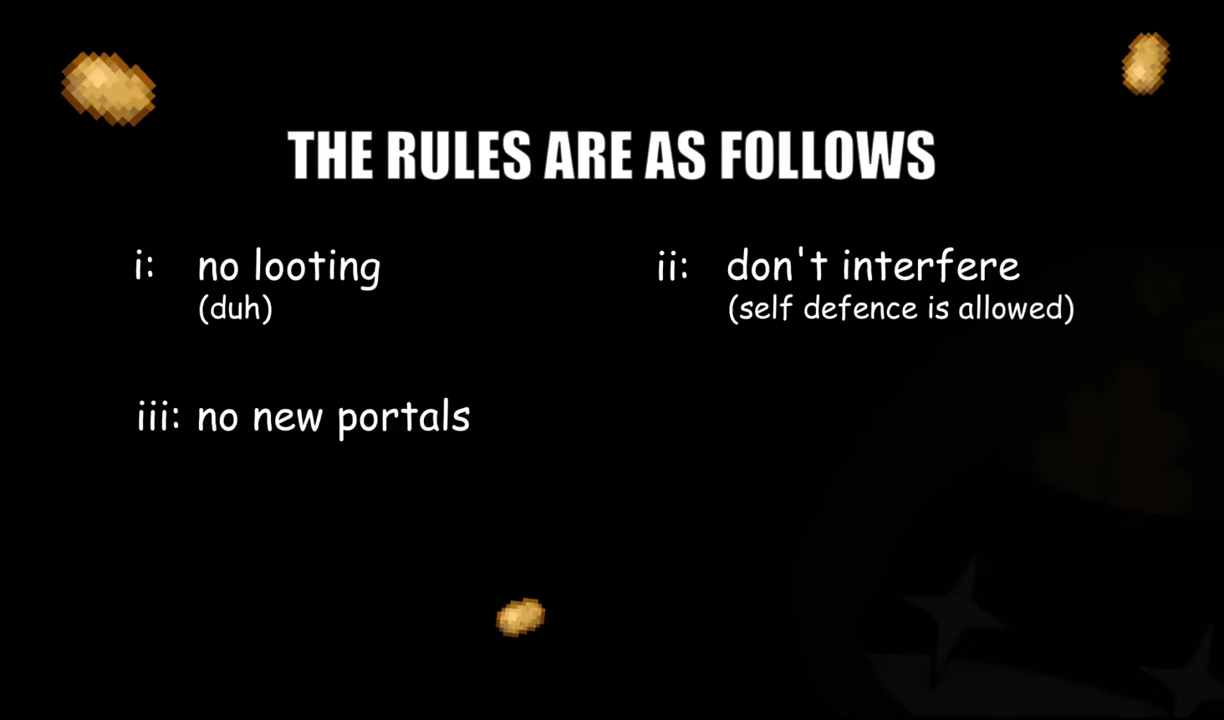 THE RULES ARE AS FOLLOWS
i: no looting
(duh)
ii: don't interfere
(self defence is allowed)
iii: no new portals